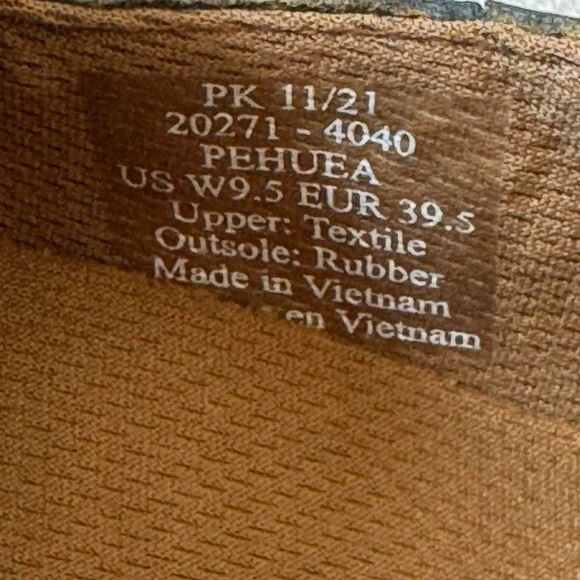 PK 11/21
20271 - 4040
PEHUEA
US W9.5 EUR 39.5
Upper: Textile
Outsole: Rubber
Made in Vietnam
en Vietnam